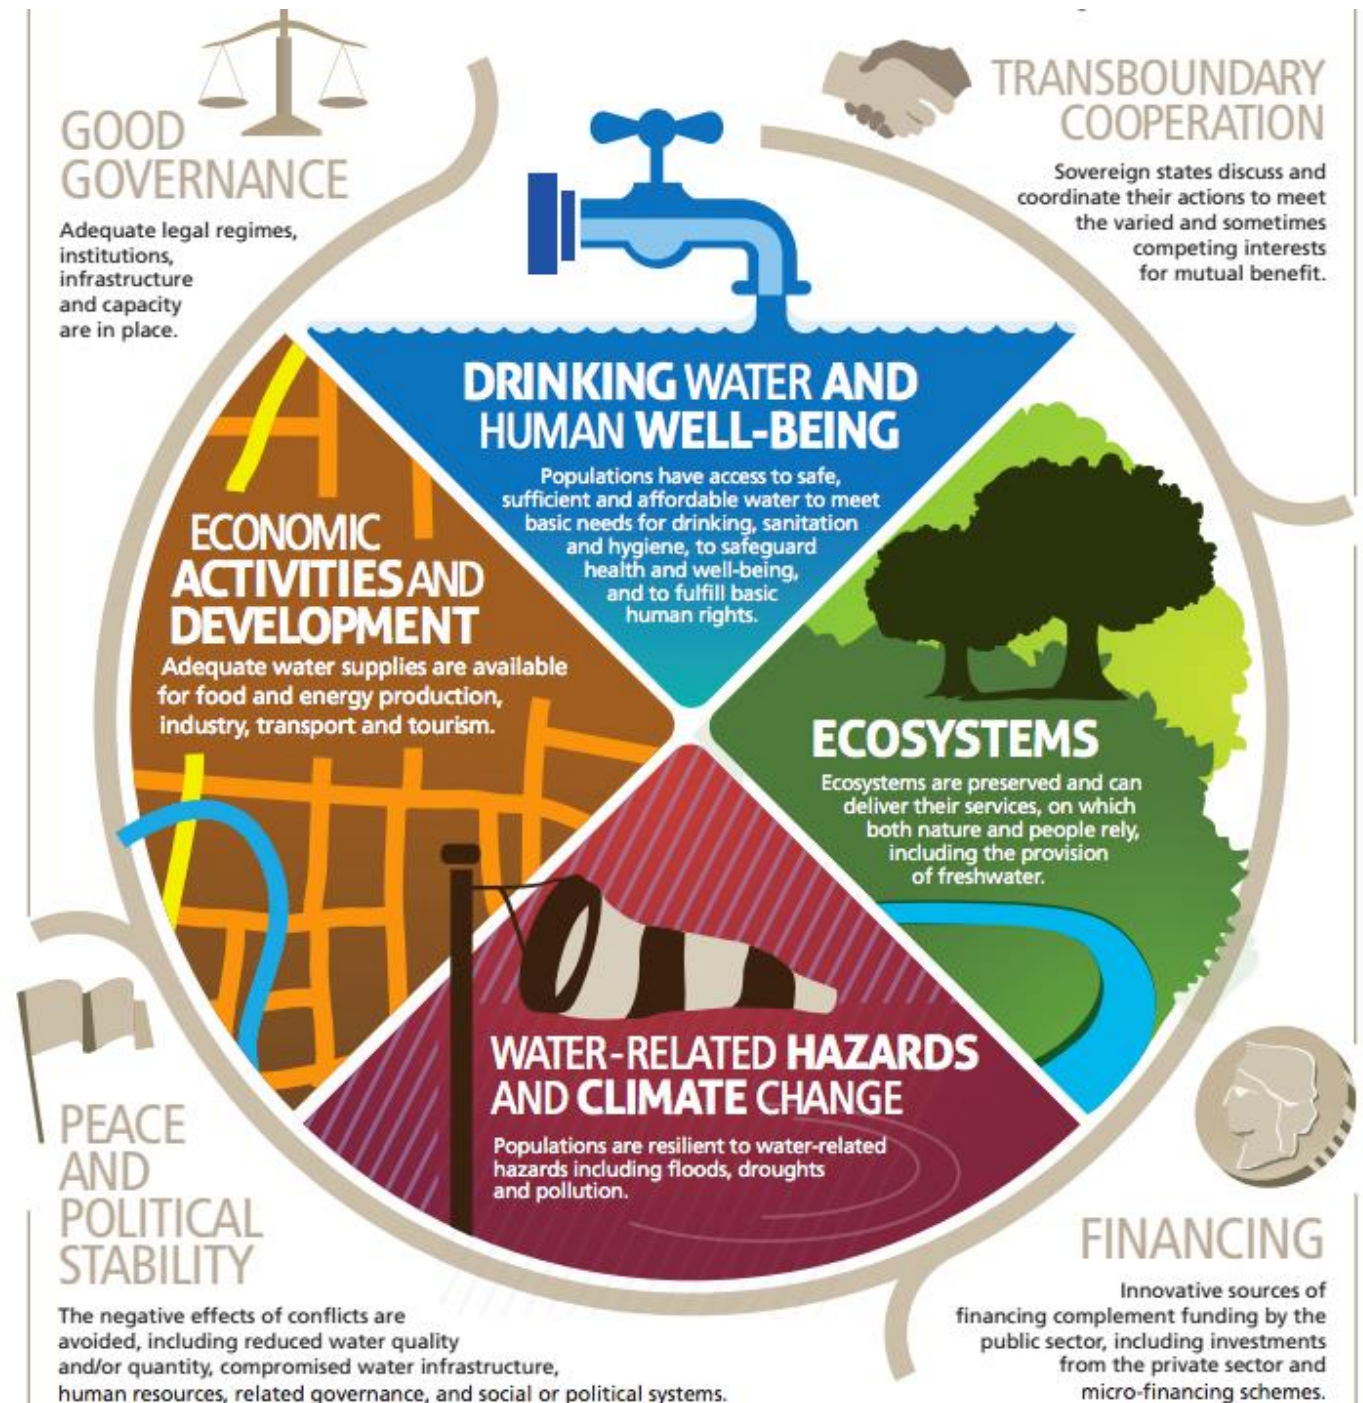 GOOD
GOVERNANCE
Adequate legal regimes,
institutions,
infrastructure
and capacity
are in place.
TRANSBOUNDARY
COOPERATION
Sovereign states discuss and
coordinate their actions to meet
the varied and sometimes
competing interests
for mutual benefit.
DRINKING WATER AND
HUMAN WELL-BEING
Populations have access to safe,
sufficient and affordable water to meet
basic needs for drinking, sanitation
and hygiene, to safeguard
health and well-being,
and to fulfill basic
human rights.
ECONOMIC
ACTIVITIES AND
DEVELOPMENT
Adequate water supplies are available
for food and energy production,
industry, transport and tourism.
ECOSYSTEMS
Ecosystems are preserved and can
deliver their services, on which
both nature and people rely,
including the provision
of freshwater.
WATER-RELATED HAZARDS
AND CLIMATE CHANGE
Populations are resilient to water-related
hazards including floods, droughts
and pollution.
PEACE
AND
POLITICAL
STABILITY
The negative effects of conflicts are
avoided, including reduced water quality
and/or quantity, compromised water infrastructure,
human resources, related governance, and social or political systems.
FINANCING
Innovative sources of
financing complement funding by the
public sector, including investments
from the private sector and
micro-financing schemes.